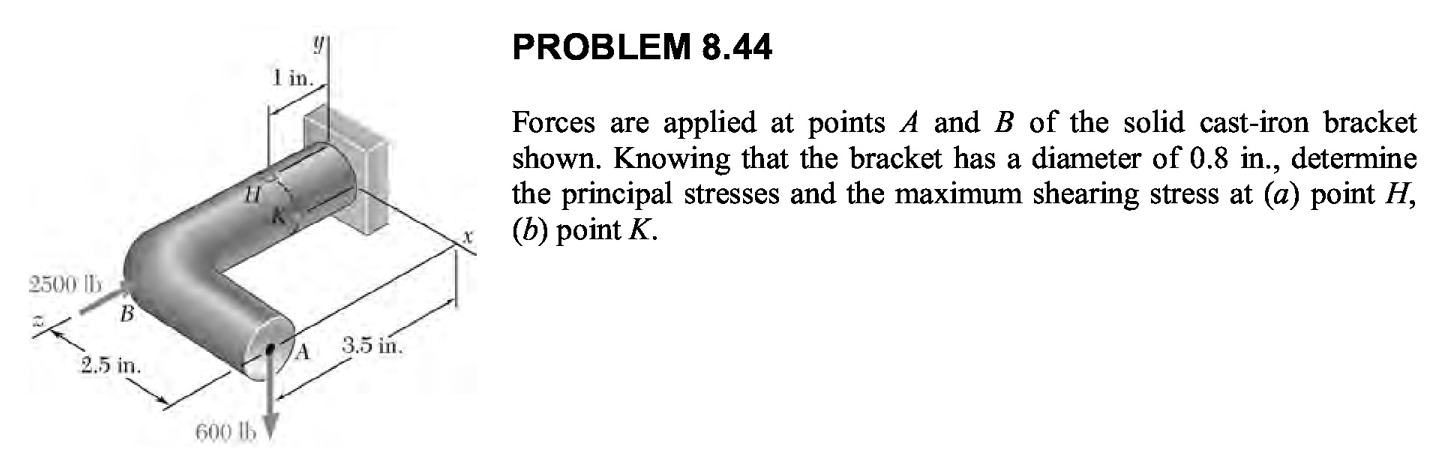 PROBLEM 8.44
Forces are applied at points A and B of the solid cast-iron bracket
shown. Knowing that the bracket has a diameter of 0.8 in., determine
the principal stresses and the maximum shearing stress at (a) point H,
(b) point K.
y
1 in.
H
K
x
2500 lb
B
z
A
3.5 in.
2.5 in.
600 lb